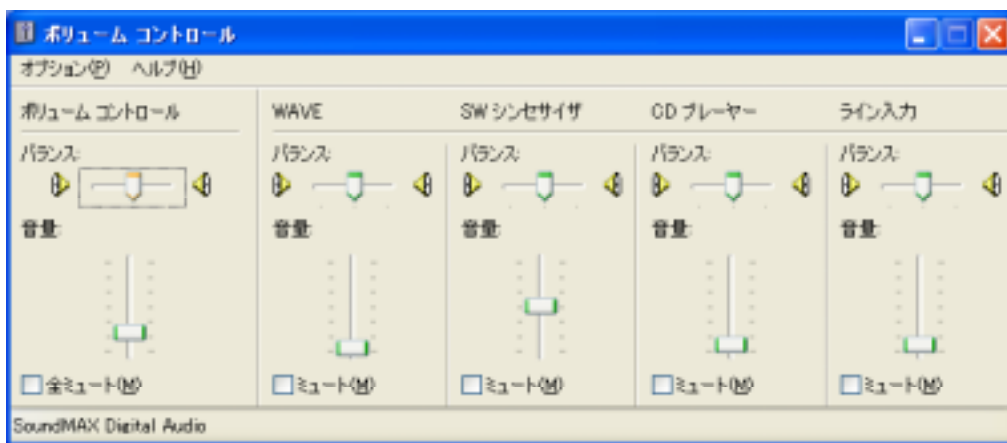 ボリューム コントロール
オプション(P) ヘルプ(H)
ボリューム コントロール WAVE SW シンセサイザ CD プレーヤー ライン入力
バランス: バランス: バランス: バランス: バランス:
音量: 音量: 音量: 音量: 音量:
全ミュート(M) ミュート(M) ミュート(M) ミュート(M) ミュート(M)
SoundMAX Digital Audio